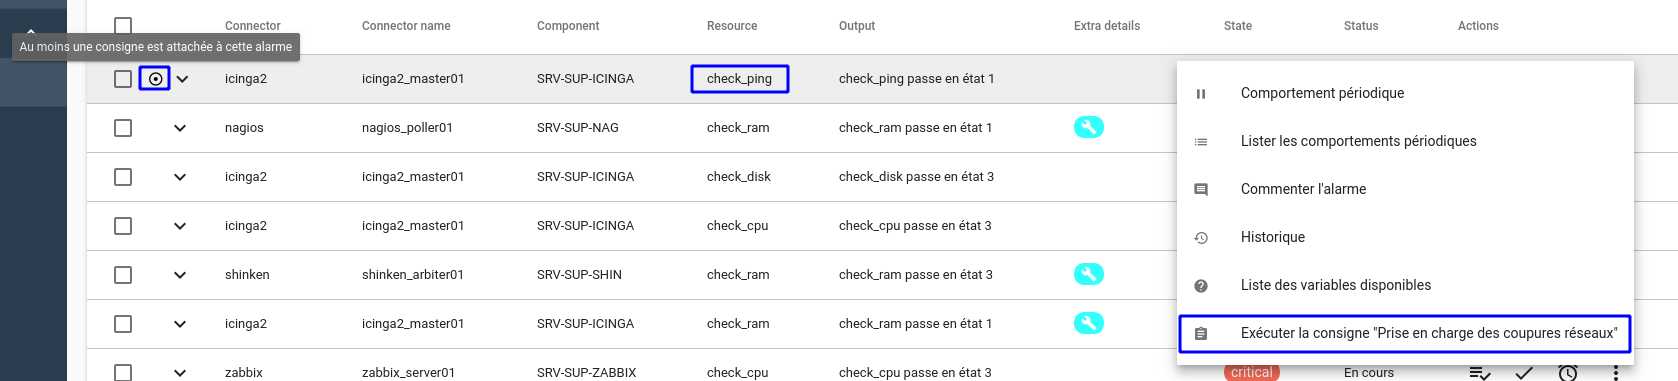 Connector Connector name Component Resource Output Extra details State Status Actions
Au moins une consigne est attachée à cette alarme
icinga2 icinga2_master01 SRV-SUP-ICINGA check_ping check_ping passe en état 1
Comportement périodique
nagios nagios_poller01 SRV-SUP-NAG check_ram check_ram passe en état 1
Lister les comportements périodiques
icinga2 icinga2_master01 SRV-SUP-ICINGA check_disk check_disk passe en état 3
Commenter l'alarme
icinga2 icinga2_master01 SRV-SUP-ICINGA check_cpu check_cpu passe en état 3
Historique
shinken shinken_arbiter01 SRV-SUP-SHIN check_ram check_ram passe en état 3
Liste des variables disponibles
icinga2 icinga2_master01 SRV-SUP-ICINGA check_ram check_ram passe en état 1
Exécuter la consigne "Prise en charge des coupures réseaux"
zabbix zabbix_server01 SRV-SUP-ZABBIX check_cpu check_cpu passe en état 3 critical En cours